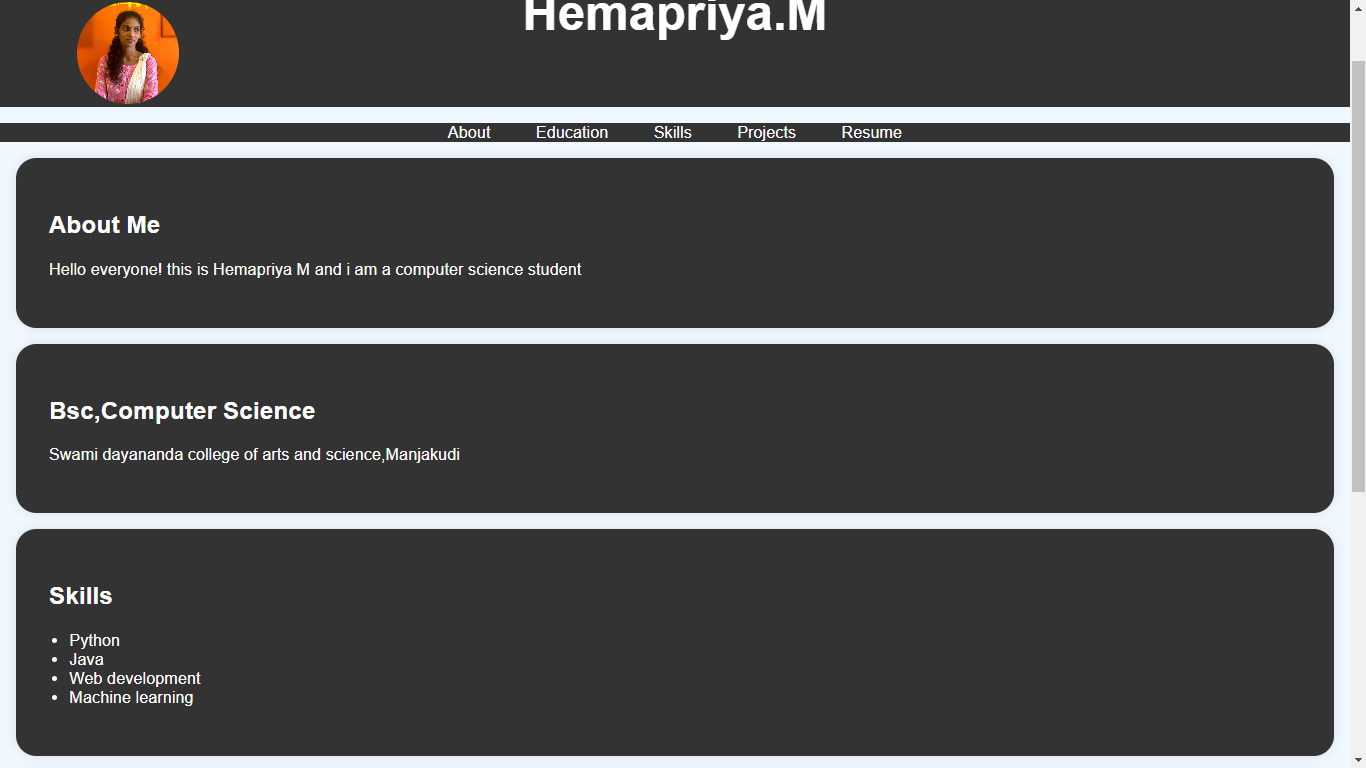 Hemapriya.M
About Education Skills Projects Resume
About Me
Hello everyone! this is Hemapriya M and i am a computer science student
Bsc,Computer Science
Swami dayananda college of arts and science,Manjakudi
Skills
Python
Java
Web development
Machine learning